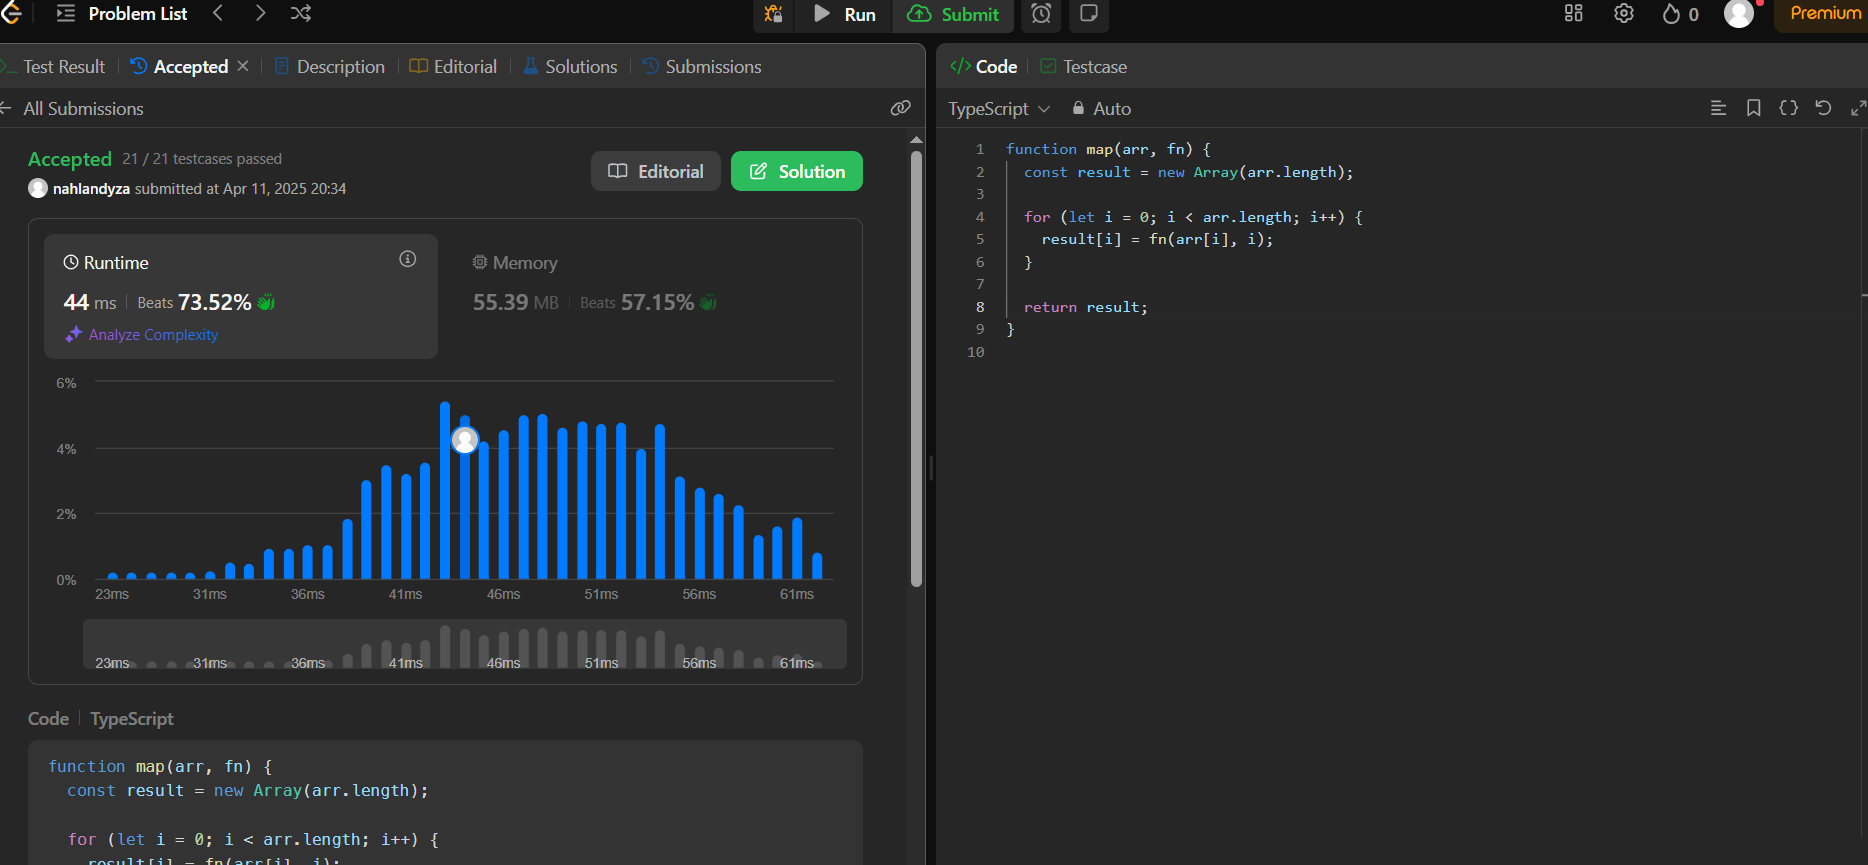 Problem List
Run
Submit
0
Premium
Test Result
Accepted
Description
Editorial
Solutions
Submissions
All Submissions
Accepted 21 / 21 testcases passed
nahlandyza submitted at Apr 11, 2025 20:34
Editorial
Solution
Runtime
44 ms Beats 73.52%
Analyze Complexity
Memory
55.39 MB Beats 57.15%
6%
4%
2%
0%
23ms 31ms 36ms 41ms 46ms 51ms 56ms 61ms
23ms 31ms 36ms 41ms 46ms 51ms 56ms 61ms
Code TypeScript
function map(arr, fn) {
const result = new Array(arr.length);
for (let i = 0; i < arr.length; i++) {
result[i] = fn(arr[i], i);
Code
Testcase
TypeScript
Auto
1 function map(arr, fn) {
2 const result = new Array(arr.length);
3
4 for (let i = 0; i < arr.length; i++) {
5 result[i] = fn(arr[i], i);
6 }
7
8 return result;
9 }
10